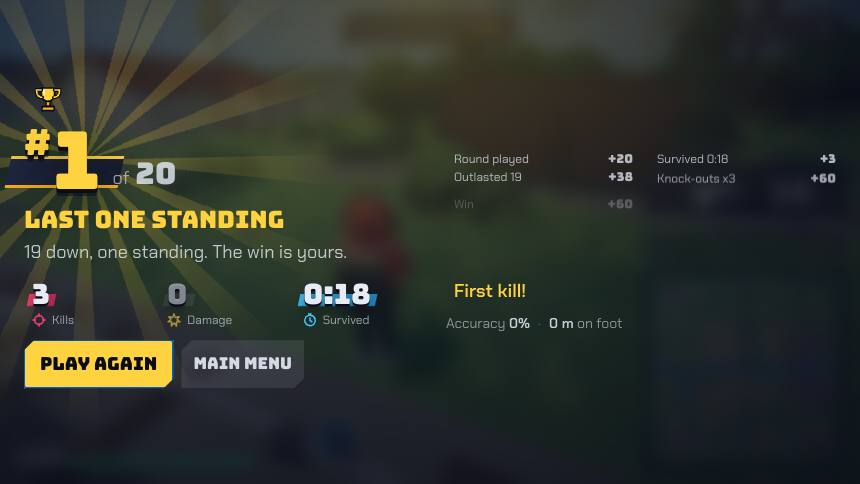 #1 of 20
LAST ONE STANDING
19 down, one standing. The win is yours.
3 0 0:18
Kills Damage Survived
PLAY AGAIN MAIN MENU
Round played +20
Outlasted 19 +38
Win +60
Survived 0:18 +3
Knock-outs x3 +60
First kill!
Accuracy 0% · 0 m on foot